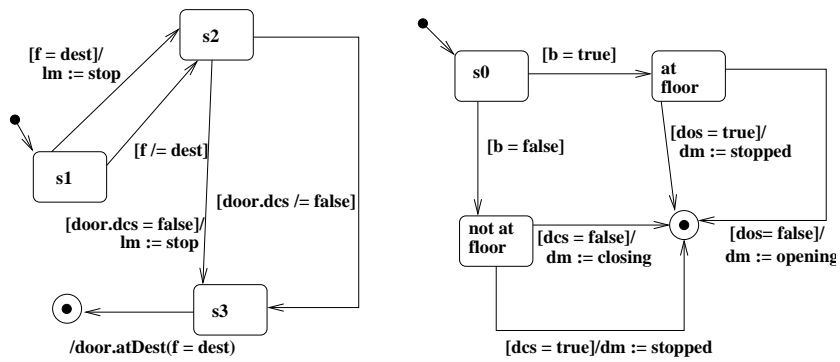 s2
[f = dest]/
lm := stop
[f /= dest]
s1
[door.dcs /= false]
[door.dcs = false]/
lm := stop
s3
/door.atDest(f = dest)
s0
[b = true]
at
floor
[dos = true]/
dm := stopped
[b = false]
not at
floor
[dcs = false]/
dm := closing
[dos= false]/
dm := opening
[dcs = true]/dm := stopped